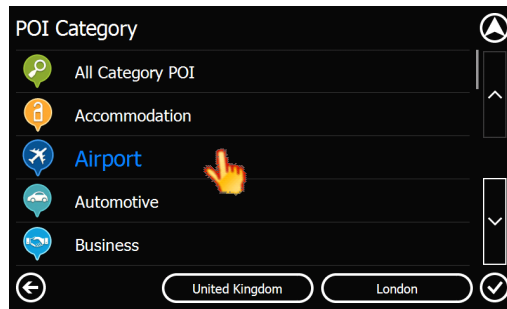 POI Category
All Category POI
Accommodation
Airport
Automotive
Business
United Kingdom
London